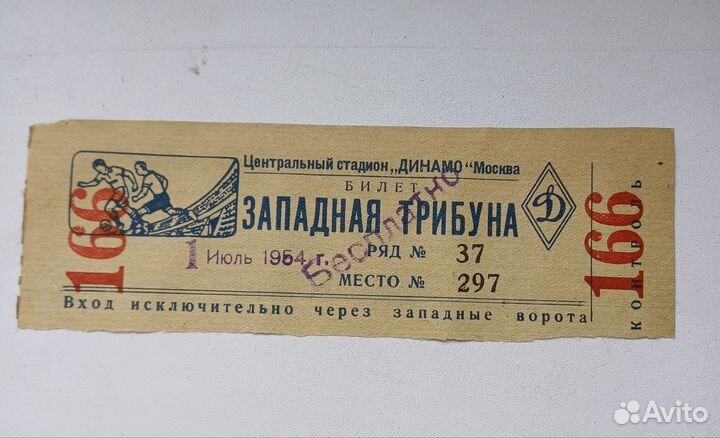 166
Центральный стадион „ДИНАМО“ Москва
БИЛЕТ
ЗАПАДНАЯ ТРИБУНА
Д
1 Июль 1954 г.
Бесплатно
РЯД № 37
МЕСТО № 297
Вход исключительно через западные ворота
166
КОНТРОЛЬ
Avito